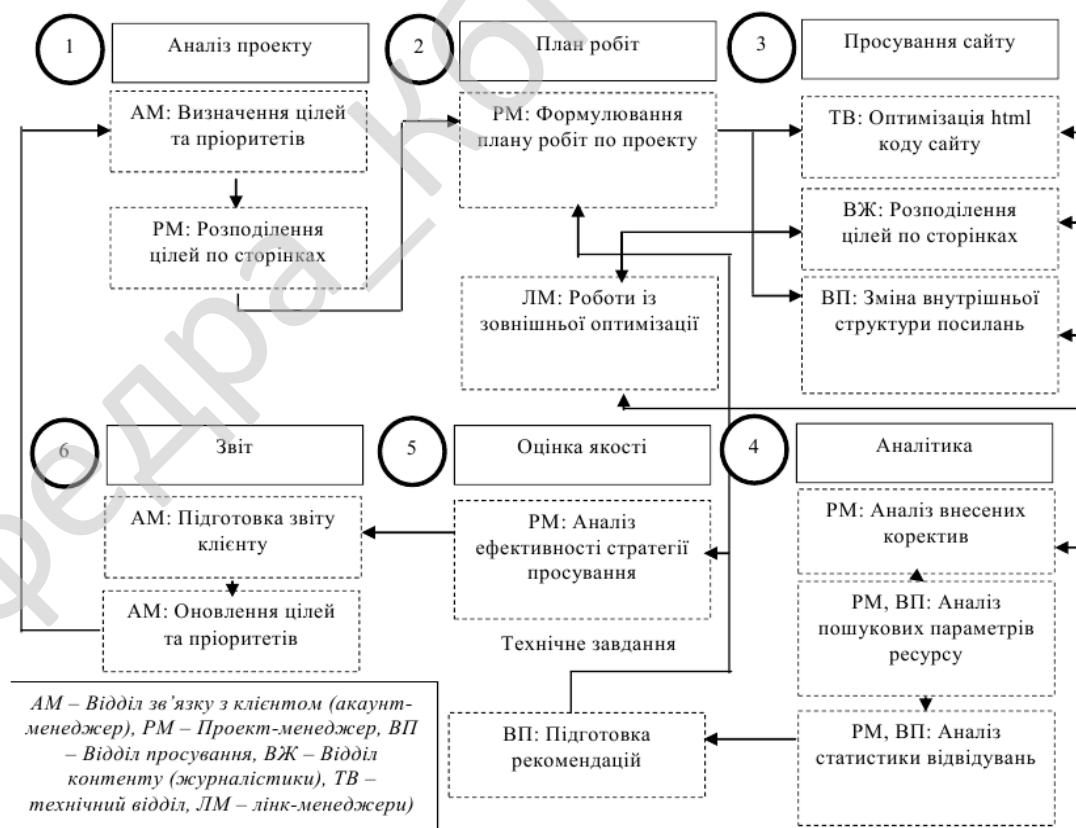 1
Аналіз проекту
АМ: Визначення цілей
та пріоритетів
РМ: Розподілення
цілей по сторінках
2
План робіт
РМ: Формулювання
плану робіт по проекту
ЛМ: Роботи із
зовнішньої оптимізації
3
Просування сайту
ТВ: Оптимізація html
коду сайту
ВЖ: Розподілення
цілей по сторінках
ВП: Зміна внутрішньої
структури посилань
6
Звіт
АМ: Підготовка звіту
клієнту
АМ: Оновлення цілей
та пріоритетів
5
Оцінка якості
РМ: Аналіз
ефективності стратегії
просування
Технічне завдання
ВП: Підготовка
рекомендацій
4
Аналітика
РМ: Аналіз внесених
коректив
РМ, ВП: Аналіз
пошукових параметрів
ресурсу
РМ, ВП: Аналіз
статистики відвідувань
АМ – Відділ зв’язку з клієнтом (акаунт-
менеджер), РМ – Проект-менеджер, ВП
– Відділ просування, ВЖ – Відділ
контенту (журналістики), ТВ –
технічний відділ, ЛМ – лінк-менеджери)